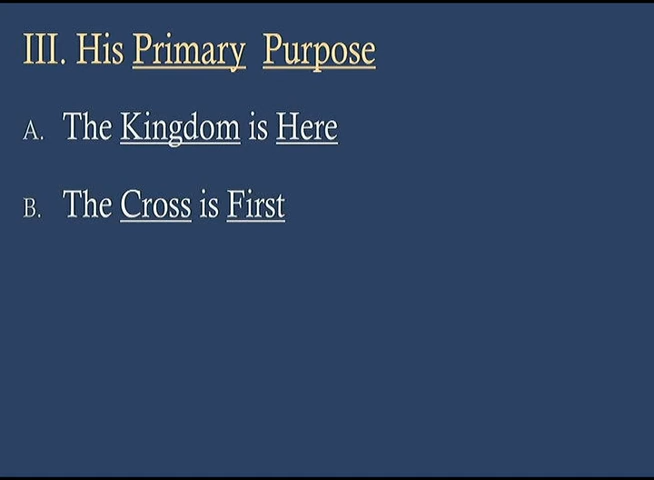 III. His Primary Purpose
A. The Kingdom is Here
B. The Cross is First